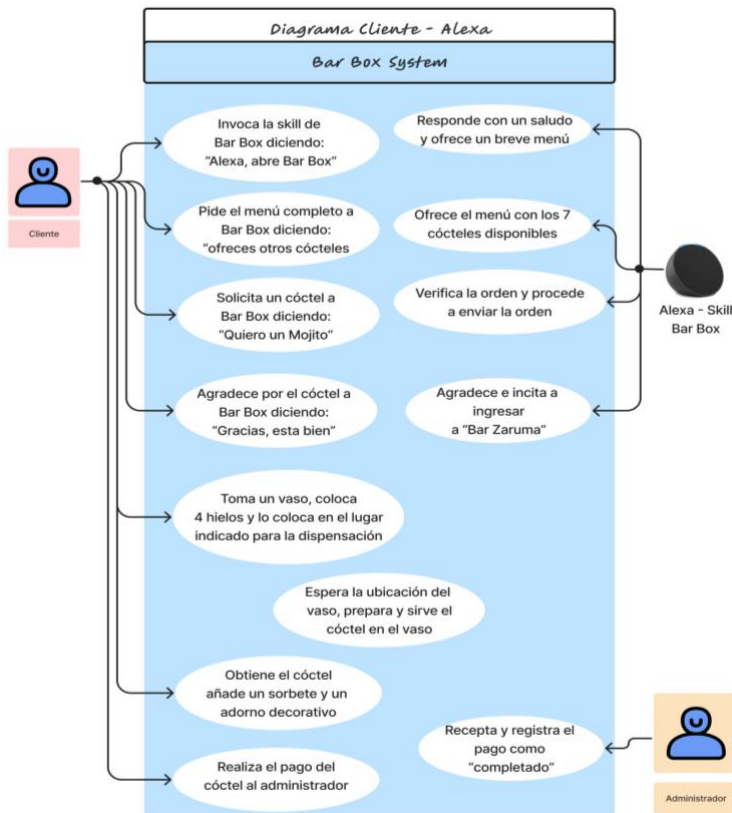 Diagrama Cliente - Alexa
Bar Box System
Invoca la skill de
Bar Box diciendo:
“Alexa, abre Bar Box”
Responde con un saludo
y ofrece un breve menú
Cliente
Pide el menú completo a
Bar Box diciendo:
“ofreces otros cócteles
Ofrece el menú con los 7
cócteles disponibles
Solicita un cóctel a
Bar Box diciendo:
“Quiero un Mojito”
Verifica la orden y procede
a enviar la orden
Alexa - Skill
Bar Box
Agradece por el cóctel a
Bar Box diciendo:
“Gracias, esta bien”
Agradece e incita a
ingresar
a “Bar Zaruma”
Toma un vaso, coloca
4 hielos y lo coloca en el lugar
indicado para la dispensación
Espera la ubicación del
vaso, prepara y sirve el
cóctel en el vaso
Obtiene el cóctel
añade un sorbete y un
adorno decorativo
Recepta y registra el
pago como
“completado”
Realiza el pago del
cóctel al administrador
Administrador